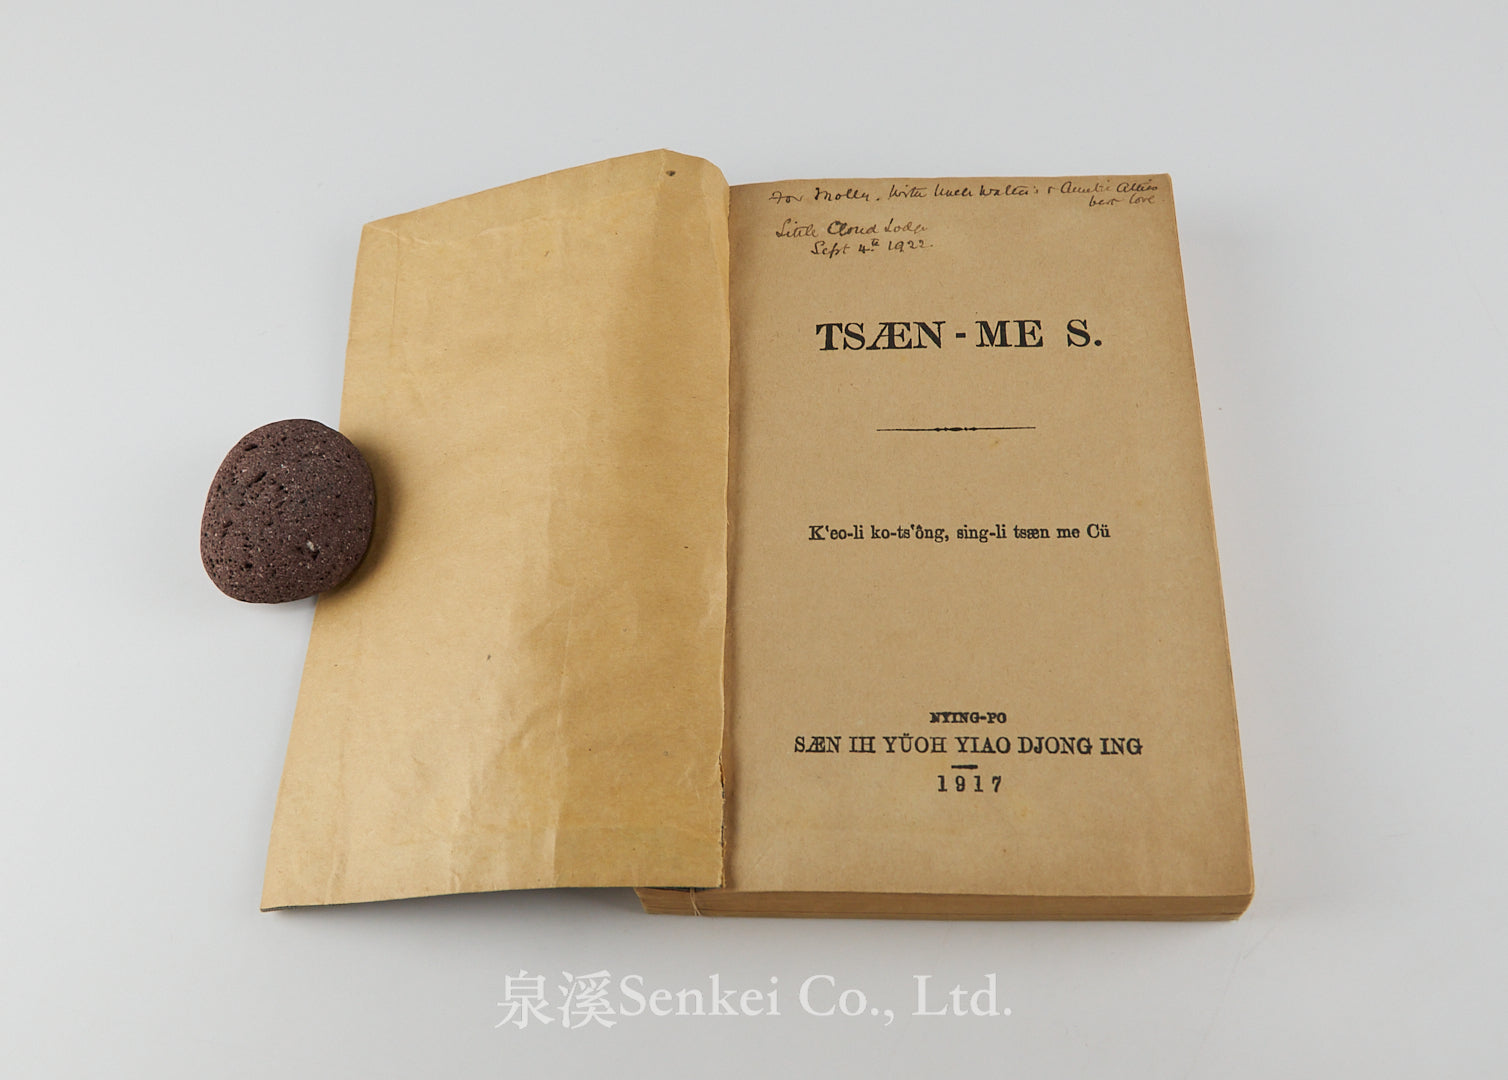 For Molly. With Uncle Walter's & Auntie Allie's
best love
Little Cloud Lodge
Sept 4th 1922.
TSÆN-ME S.
K'eo-li ko-ts'ông, sing-li tsæn me Cü
NYING-PO
SÆN IH YÜOH YIAO DJONG ING
1917
泉溪Senkei Co., Ltd.